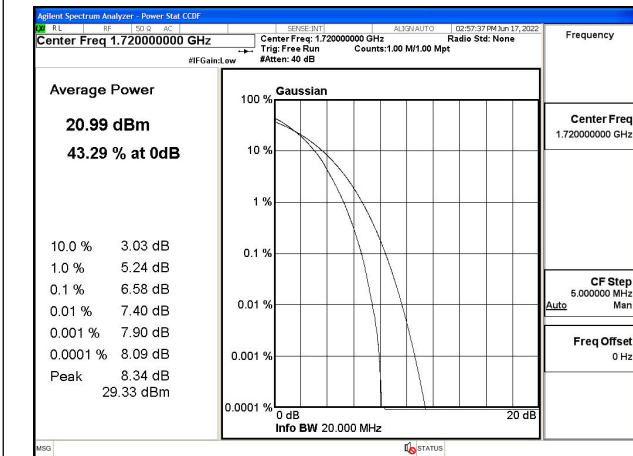 Agilent Spectrum Analyzer - Power Stat CCDF
RL RF 50 Ω AC SENSE:INT ALIGNAUTO 02:57:37 PM Jun 17, 2022
Center Freq 1.720000000 GHz
Center Freq: 1.720000000 GHz Radio Std: None
Trig: Free Run Counts:1.00 M/1.00 Mpt
#IFGain:Low #Atten: 40 dB
Frequency
Center Freq
1.720000000 GHz
CF Step
5.000000 MHz
Auto Man
Freq Offset
0 Hz
Average Power
20.99 dBm
43.29 % at 0dB
10.0 % 3.03 dB
1.0 % 5.24 dB
0.1 % 6.58 dB
0.01 % 7.40 dB
0.001 % 7.90 dB
0.0001 % 8.09 dB
Peak 8.34 dB
29.33 dBm
Gaussian
100 %
10 %
1 %
0.1 %
0.01 %
0.001 %
0.0001 %
0 dB 20 dB
Info BW 20.000 MHz
MSG STATUS